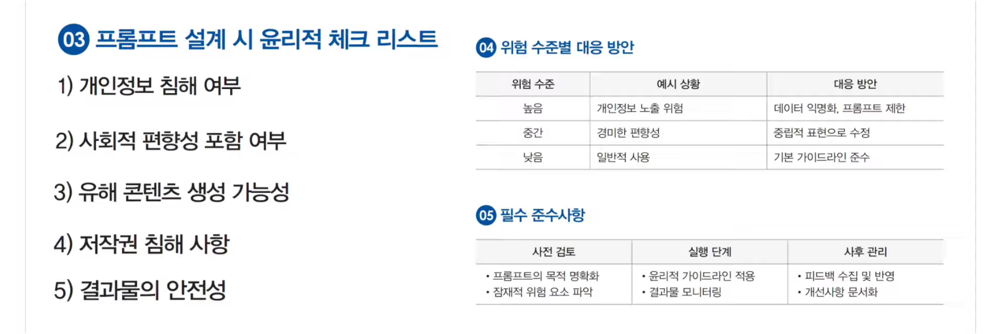 03 프롬프트 설계 시 윤리적 체크 리스트
1) 개인정보 침해 여부
2) 사회적 편향성 포함 여부
3) 유해 콘텐츠 생성 가능성
4) 저작권 침해 사항
5) 결과물의 안전성
04 위험 수준별 대응 방안
위험 수준 예시 상황 대응 방안
높음 개인정보 노출 위험 데이터 익명화, 프롬프트 제한
중간 경미한 편향성 중립적 표현으로 수정
낮음 일반적 사용 기본 가이드라인 준수
05 필수 준수사항
사전 검토 실행 단계 사후 관리
• 프롬프트의 목적 명확화 • 윤리적 가이드라인 적용 • 피드백 수집 및 반영
• 잠재적 위험 요소 파악 • 결과물 모니터링 • 개선사항 문서화